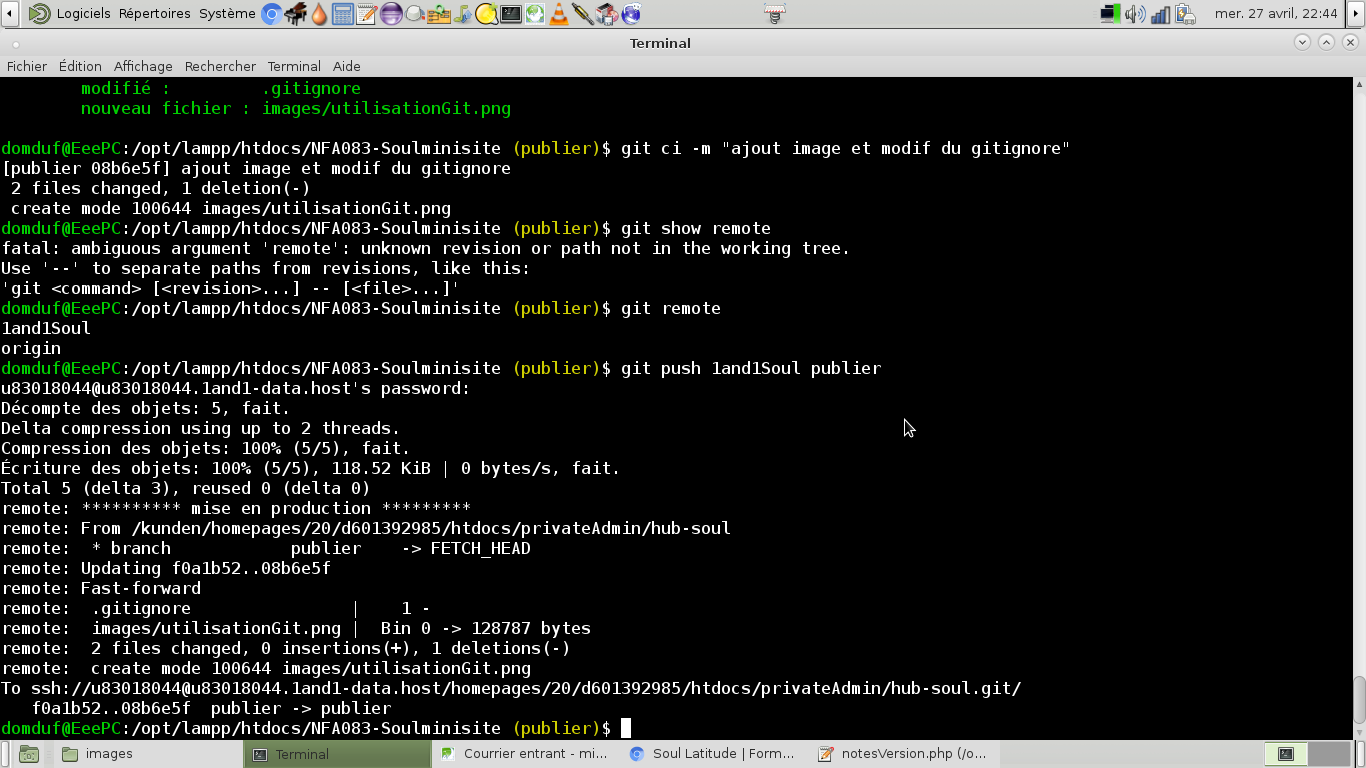 Logiciels Répertoires Système mer. 27 avril, 22:44
Terminal
Fichier Édition Affichage Rechercher Terminal Aide
modifié : .gitignore
nouveau fichier : images/utilisationGit.png
domduf@EeePC:/opt/lampp/htdocs/NFA083-Soulminisite (publier)$ git ci -m "ajout image et modif du gitignore"
[publier 08b6e5f] ajout image et modif du gitignore
2 files changed, 1 deletion(-)
create mode 100644 images/utilisationGit.png
domduf@EeePC:/opt/lampp/htdocs/NFA083-Soulminisite (publier)$ git show remote
fatal: ambiguous argument 'remote': unknown revision or path not in the working tree.
Use '--' to separate paths from revisions, like this:
'git <command> [<revision>...] -- [<file>...]'
domduf@EeePC:/opt/lampp/htdocs/NFA083-Soulminisite (publier)$ git remote
1and1Soul
origin
domduf@EeePC:/opt/lampp/htdocs/NFA083-Soulminisite (publier)$ git push 1and1Soul publier
u83018044@u83018044.1and1-data.host's password:
Décompte des objets: 5, fait.
Delta compression using up to 2 threads.
Compression des objets: 100% (5/5), fait.
Écriture des objets: 100% (5/5), 118.52 KiB | 0 bytes/s, fait.
Total 5 (delta 3), reused 0 (delta 0)
remote: ********** mise en production *********
remote: From /kunden/homepages/20/d601392985/htdocs/privateAdmin/hub-soul
remote:  * branch            publier    -> FETCH_HEAD
remote: Updating f0a1b52..08b6e5f
remote: Fast-forward
remote:  .gitignore                |    1 -
remote:  images/utilisationGit.png |  Bin 0 -> 128787 bytes
remote:  2 files changed, 0 insertions(+), 1 deletions(-)
remote:  create mode 100644 images/utilisationGit.png
To ssh://u83018044@u83018044.1and1-data.host/homepages/20/d601392985/htdocs/privateAdmin/hub-soul.git/
f0a1b52..08b6e5f  publier -> publier
domduf@EeePC:/opt/lampp/htdocs/NFA083-Soulminisite (publier)$
images Terminal Courrier entrant - mi... Soul Latitude | Form... notesVersion.php (/o...